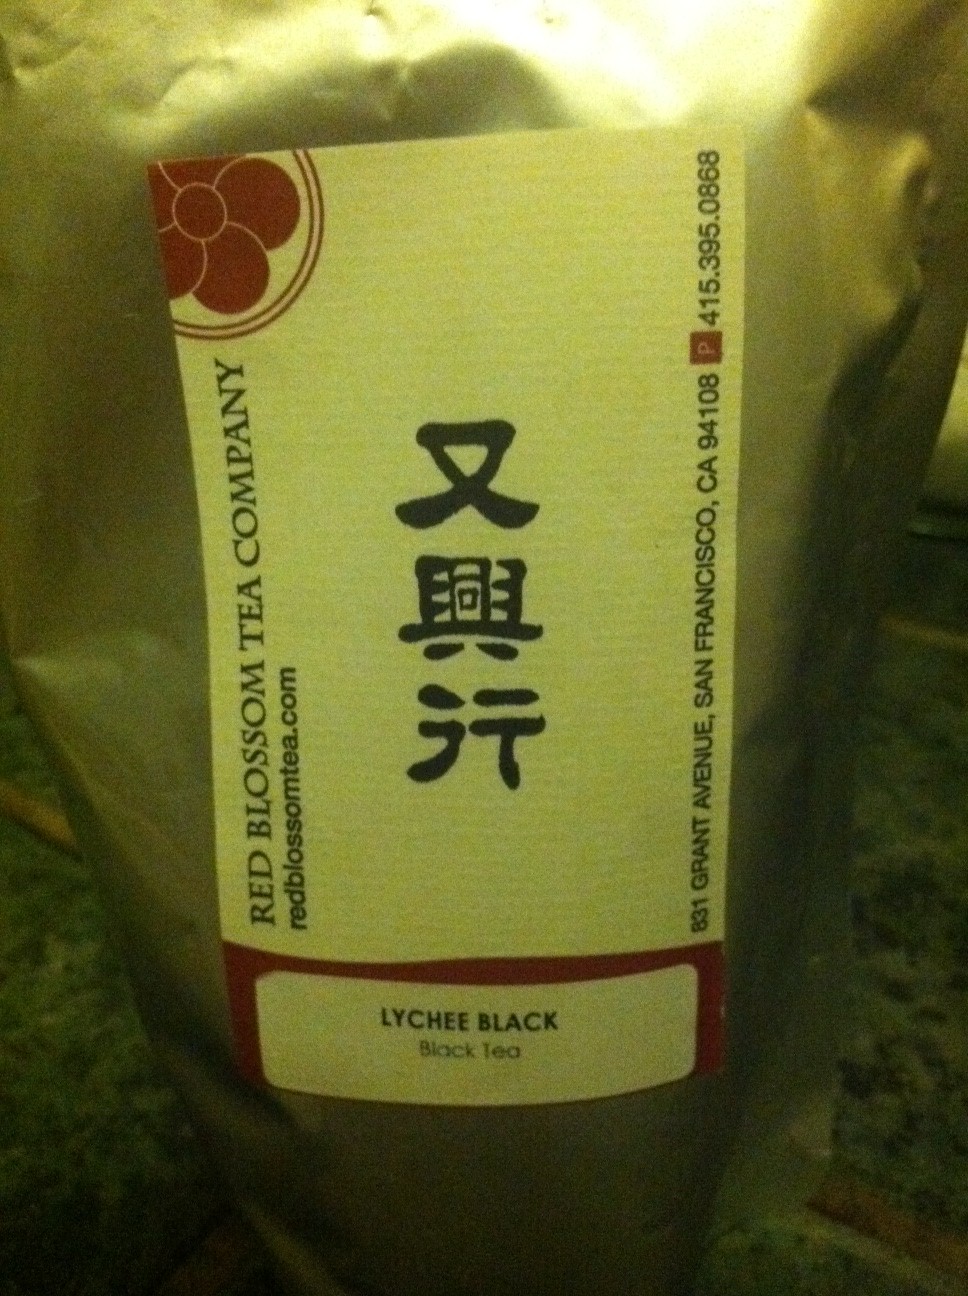 RED BLOSSOM TEA COMPANY
redblossomtea.com
又興行
831 GRANT AVENUE, SAN FRANCISCO, CA 94108 P 415.395.0868
LYCHEE BLACK
Black Tea